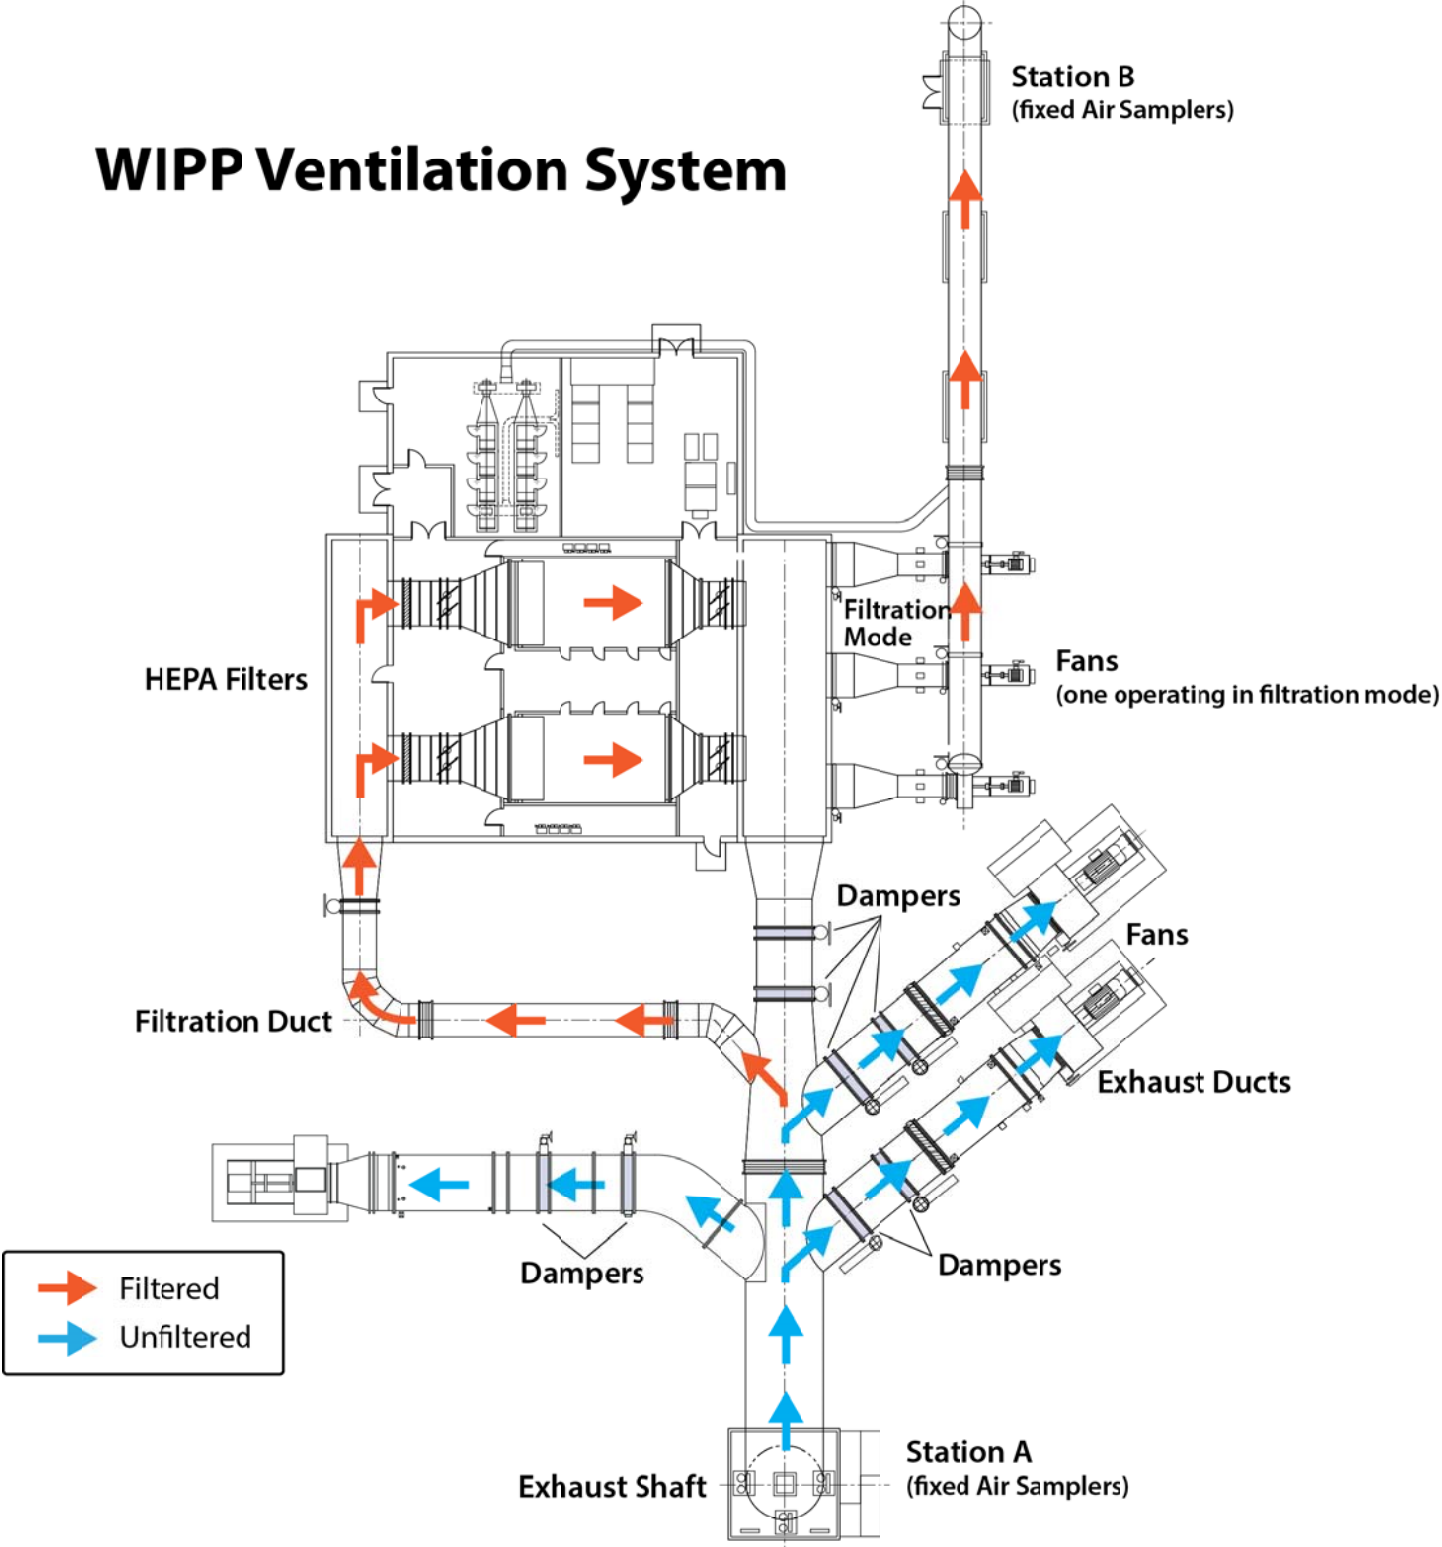 Station B
(fixed Air Samplers)
WIPP Ventilation System
Filtration
Mode
HEPA Filters
Fans
(one operating in filtration mode)
Dampers
Fans
Filtration Duct
Exhaust Ducts
Dampers
Dampers
Filtered
Unfiltered
Station A
(fixed Air Samplers)
Exhaust Shaft